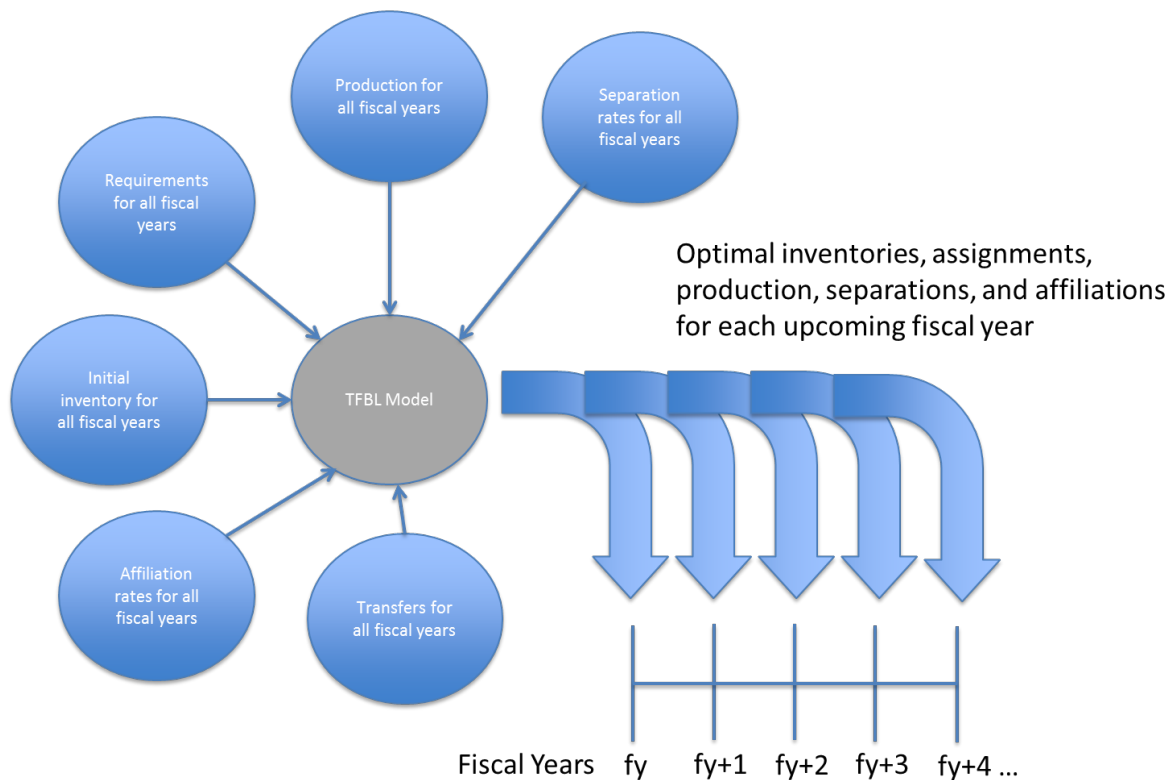 Production for
all fiscal years
Separation
rates for all
fiscal years
Requirements
for all fiscal
years
Optimal inventories, assignments,
production, separations, and affiliations
for each upcoming fiscal year
Initial
inventory for
all fiscal years
TFBL Model
Affiliation
rates for all
fiscal years
Transfers for
all fiscal years
Fiscal Years fy fy+1 fy+2 fy+3 fy+4 ...